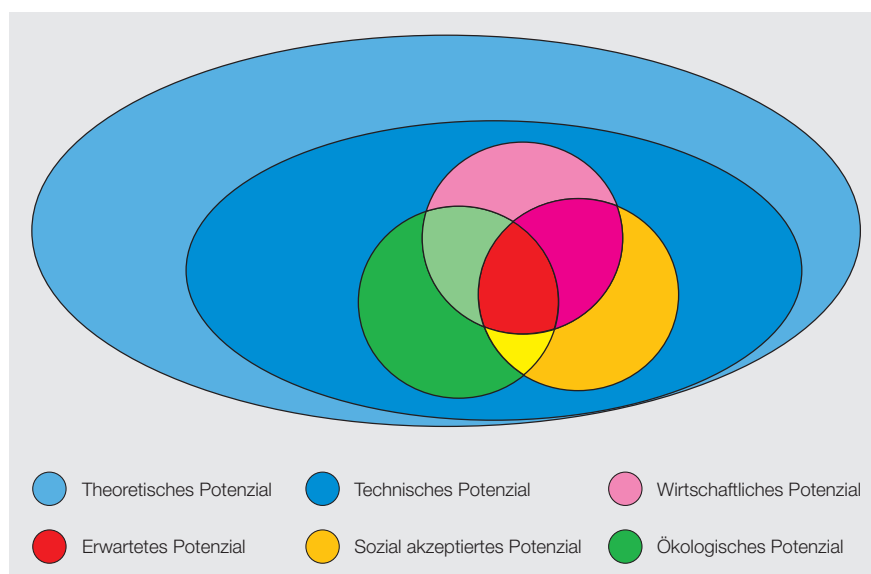 Theoretisches Potenzial
Technisches Potenzial
Wirtschaftliches Potenzial
Erwartetes Potenzial
Sozial akzeptiertes Potenzial
Ökologisches Potenzial